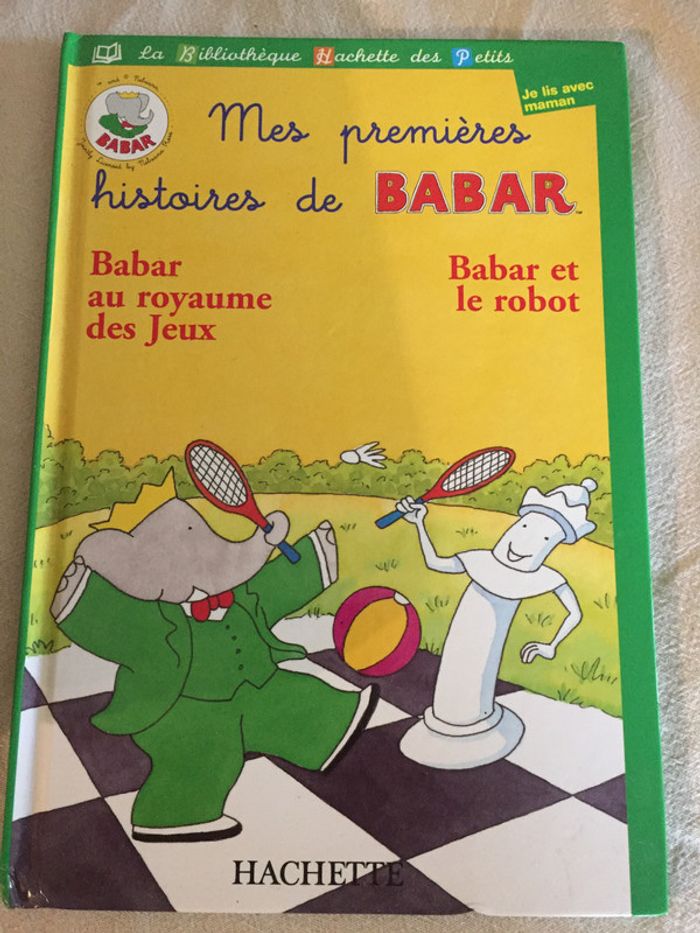 La Bibliothèque Hachette des Petits
Je lis avec
maman
BABAR
Mes premières
histoires de BABAR™
Babar
au royaume
des Jeux
Babar et
le robot
HACHETTE